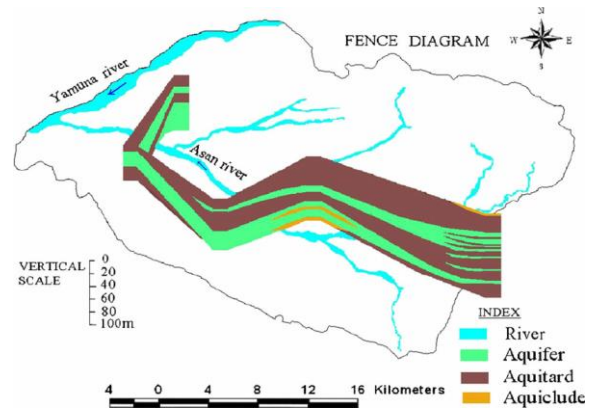 FENCE DIAGRAM
N
W E
S
Yamuna river
Asan river
VERTICAL
SCALE
0
20
40
60
80
100m
INDEX
River
Aquifer
Aquitard
Aquiclude
4 0 4 8 12 16 Kilometers